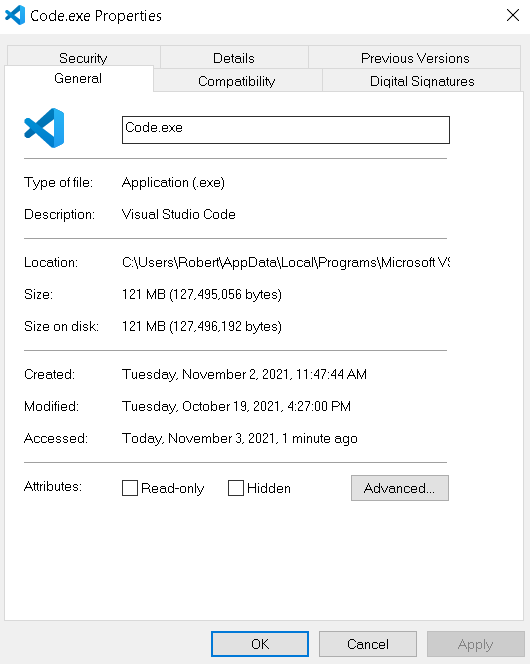 Code.exe Properties
Security Details Previous Versions
General Compatibility Digital Signatures
Code.exe
Type of file: Application (.exe)
Description: Visual Studio Code
Location: C:\Users\Robert\AppData\Local\Programs\Microsoft VS
Size: 121 MB (127,495,056 bytes)
Size on disk: 121 MB (127,496,192 bytes)
Created: Tuesday, November 2, 2021, 11:47:44 AM
Modified: Tuesday, October 19, 2021, 4:27:00 PM
Accessed: Today, November 3, 2021, 1 minute ago
Attributes: Read-only Hidden Advanced...
OK Cancel Apply